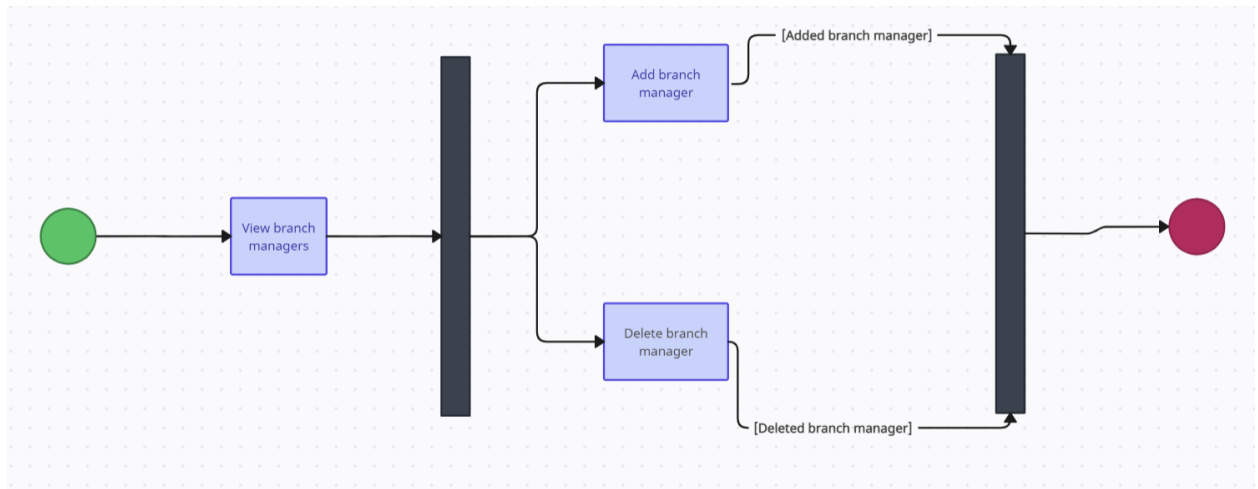 [Added branch manager]
Add branch
manager
View branch
managers
Delete branch
manager
[Deleted branch manager]